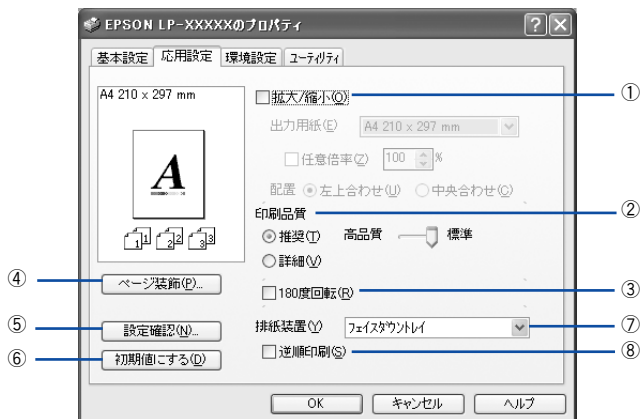 EPSON LP-XXXXXのプロパティ
基本設定 応用設定 環境設定 ユーティリティ
A4 210 x 297 mm
A
1 1 2 2 3 3
拡大/縮小(O)
①
出力用紙(E) A4 210 x 297 mm
任意倍率(Z) 100 %
配置 左上合わせ(U) 中央合わせ(C)
印刷品質
②
推奨(T) 高品質 標準
詳細(V)
④
ページ装飾(P)...
180度回転(R)
③
⑤
設定確認(N)...
排紙装置(Y) フェイスダウントレイ
⑦
⑥
初期値にする(D)
逆順印刷(S)
⑧
OK キャンセル ヘルプ